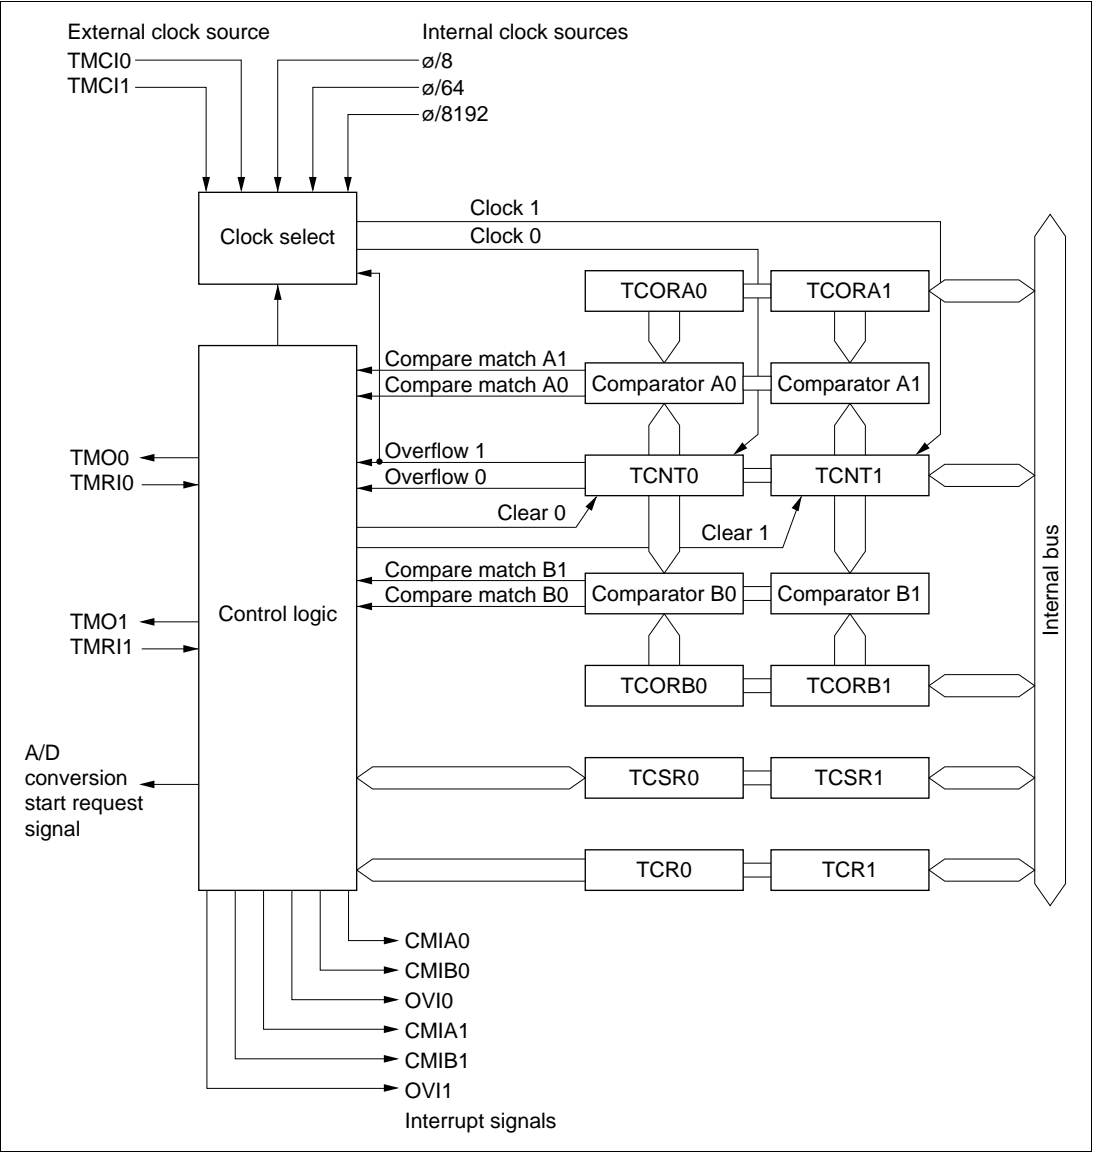 External clock source
Internal clock sources
TMCI0
ø/8
TMCI1
ø/64
ø/8192
Clock select
Clock 1
Clock 0
TCORA0
TCORA1
Compare match A1
Compare match A0
Comparator A0
Comparator A1
TMO0
TMRI0
Overflow 1
Overflow 0
TCNT0
TCNT1
Clear 0
Clear 1
Internal bus
Compare match B1
Compare match B0
Comparator B0
Comparator B1
Control logic
TMO1
TMRI1
TCORB0
TCORB1
A/D
conversion
start request
signal
TCSR0
TCSR1
TCR0
TCR1
CMIA0
CMIB0
OVI0
CMIA1
CMIB1
OVI1
Interrupt signals